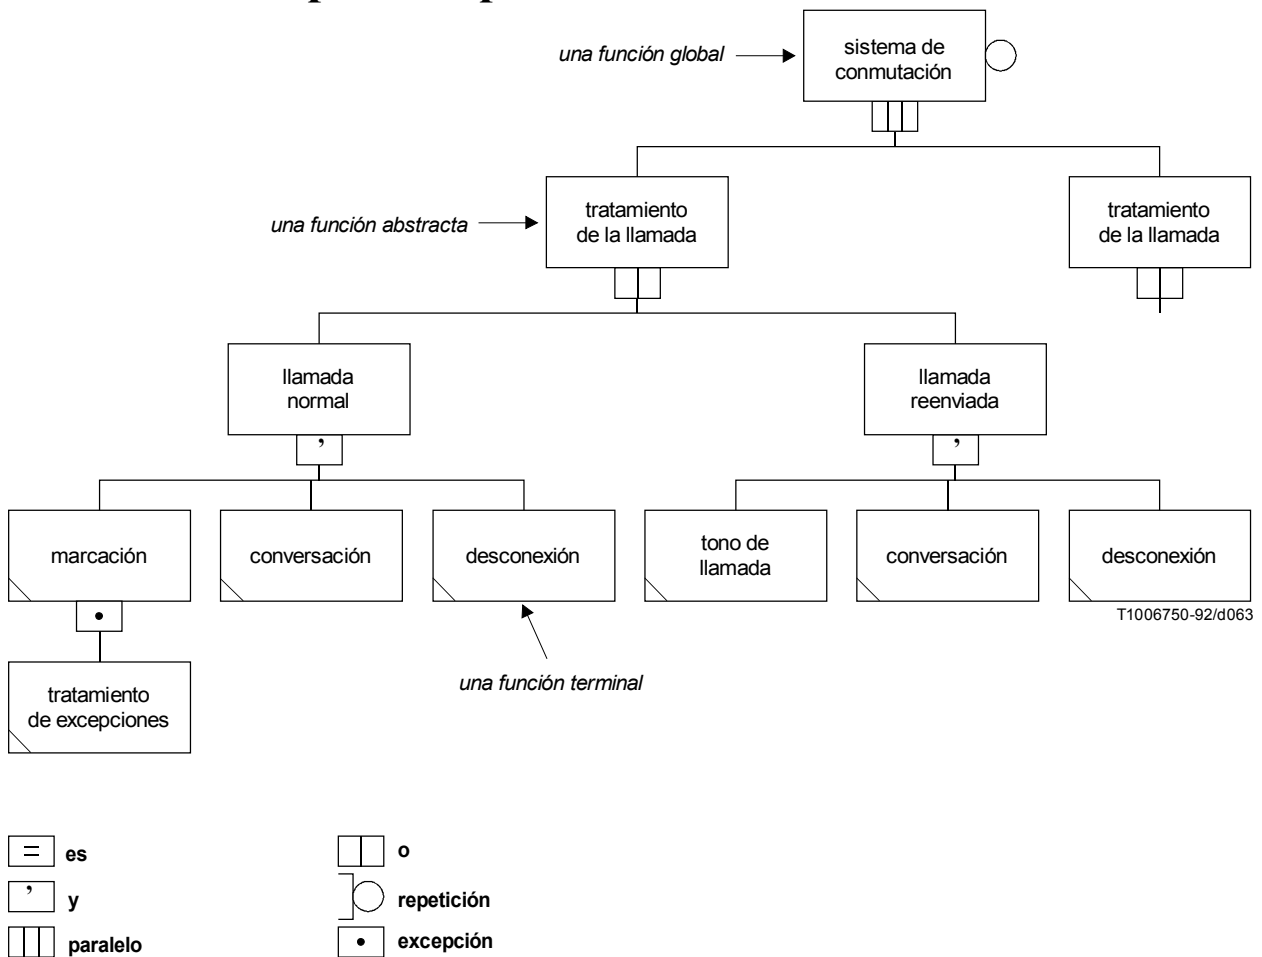 una función global
sistema de
conmutación
una función abstracta
tratamiento
de la llamada
tratamiento
de la llamada
llamada
normal
llamada
reenviada
,
,
marcación
conversación
desconexión
tono de
llamada
conversación
desconexión
T1006750-92/d063
una función terminal
tratamiento
de excepciones
= es
o
, y
repetición
paralelo
excepción